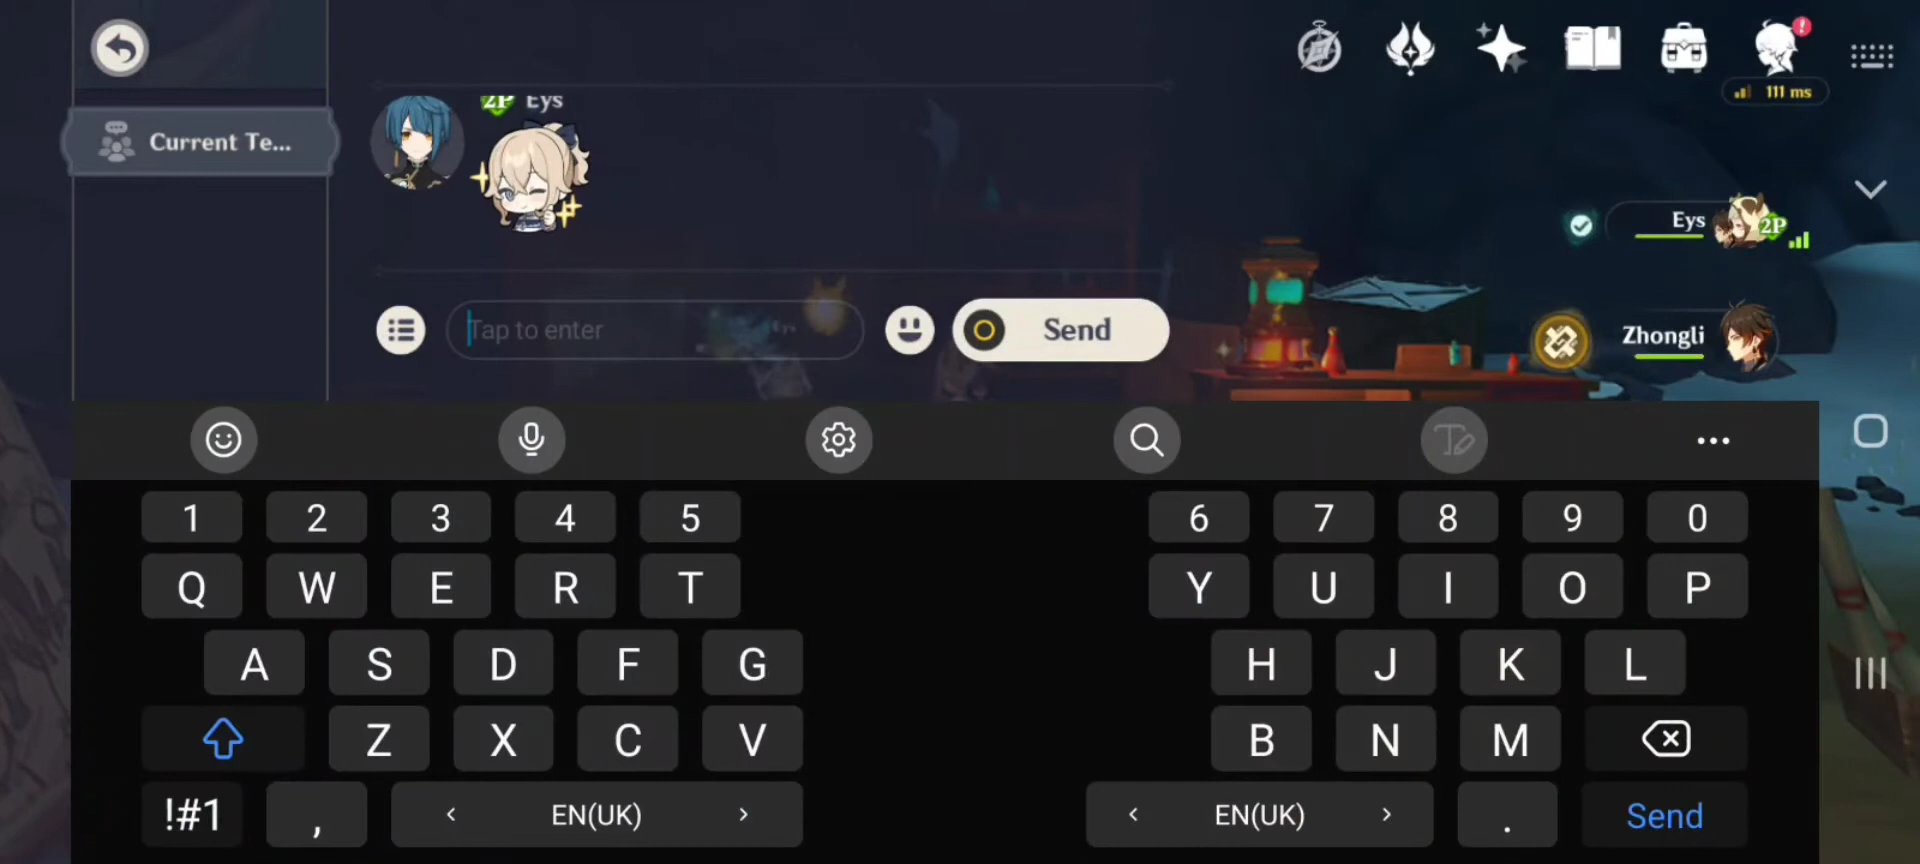 2P Eys
Current Te...
111 ms
Eys 2P
Tap to enter
Send
Zhongli
1 2 3 4 5 6 7 8 9 0
Q W E R T Y U I O P
A S D F G H J K L
Z X C V B N M
!#1 , < EN(UK) > < EN(UK) > . Send